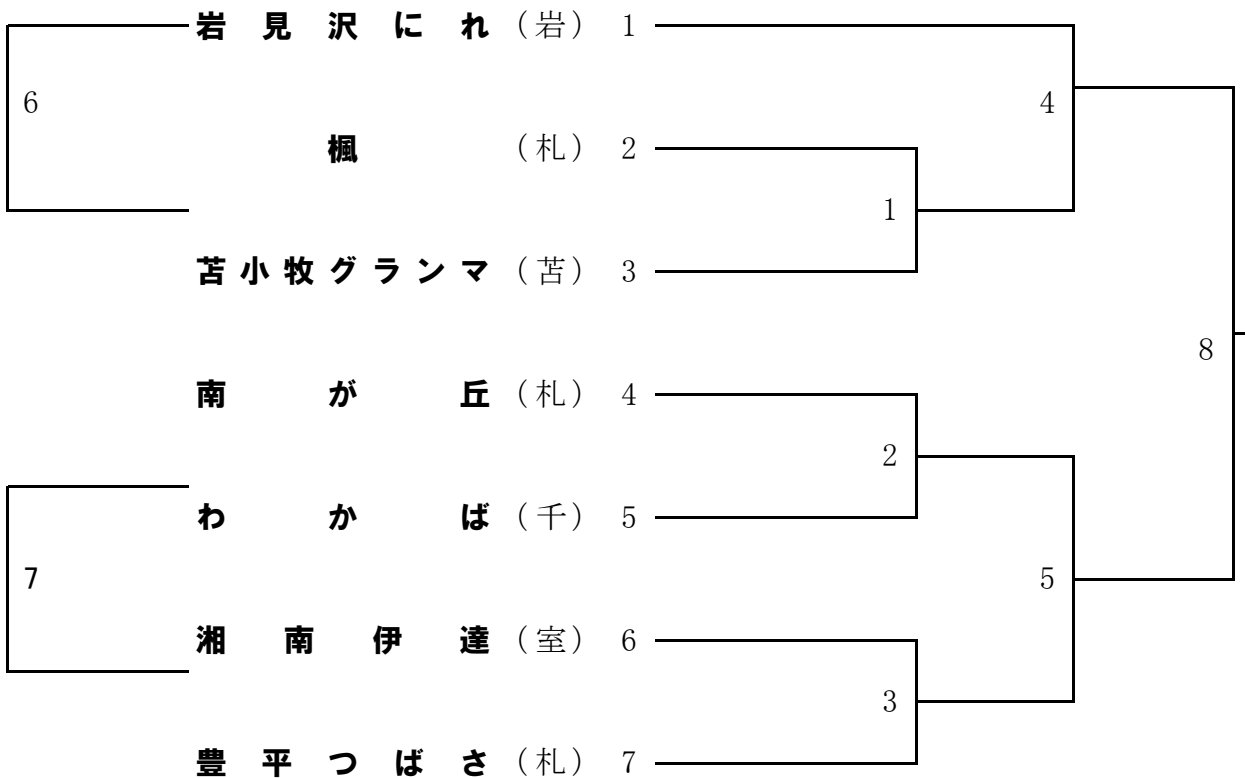 岩見沢にれ（岩） 1
6
4
楓（札） 2
1
苫小牧グランマ（苫） 3
8
南が丘（札） 4
2
わかば（千） 5
7
5
湘南伊達（室） 6
3
豊平つばさ（札） 7